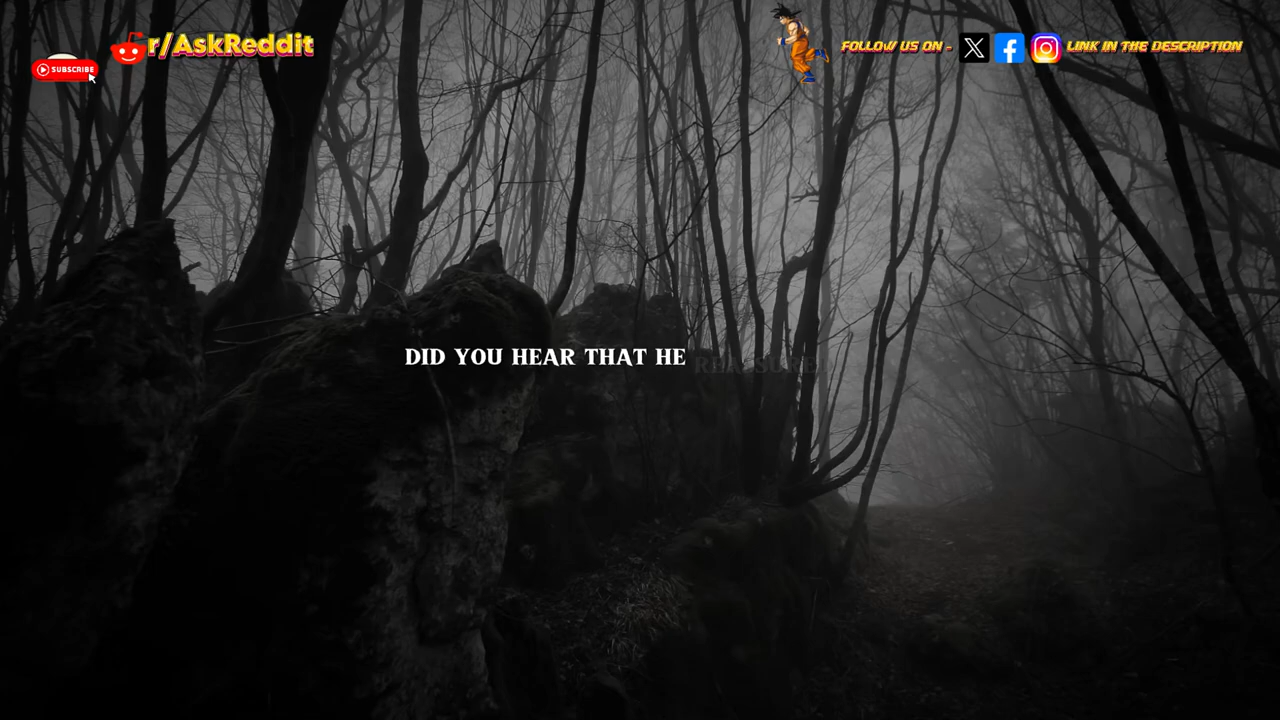 r/AskReddit
SUBSCRIBE
FOLLOW US ON -
LINK IN THE DESCRIPTION
DID YOU HEAR THAT HE